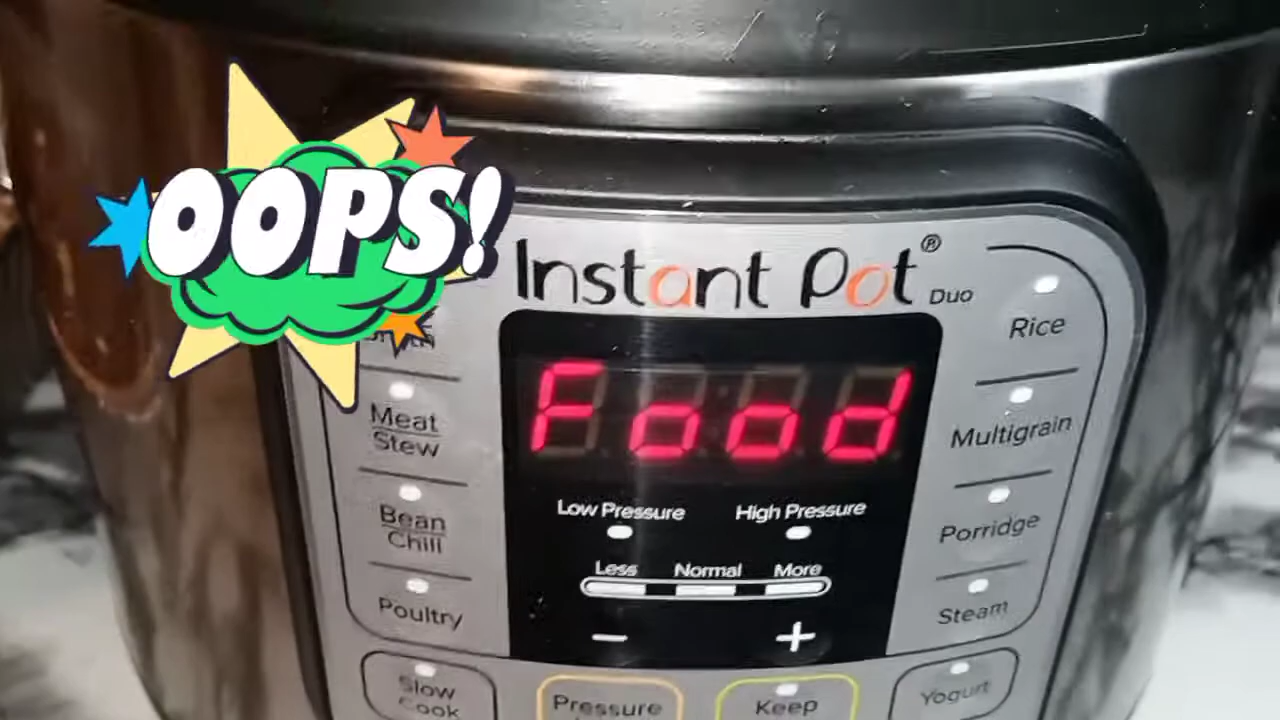 OOPS!
Instant Pot®
Duo
Rice
Meat
Stew
Food
Multigrain
Bean
Chili
Low Pressure
High Pressure
Porridge
Less
Normal
More
Poultry
Steam
− +
Slow
Cook
Pressure
Keep
Yogurt